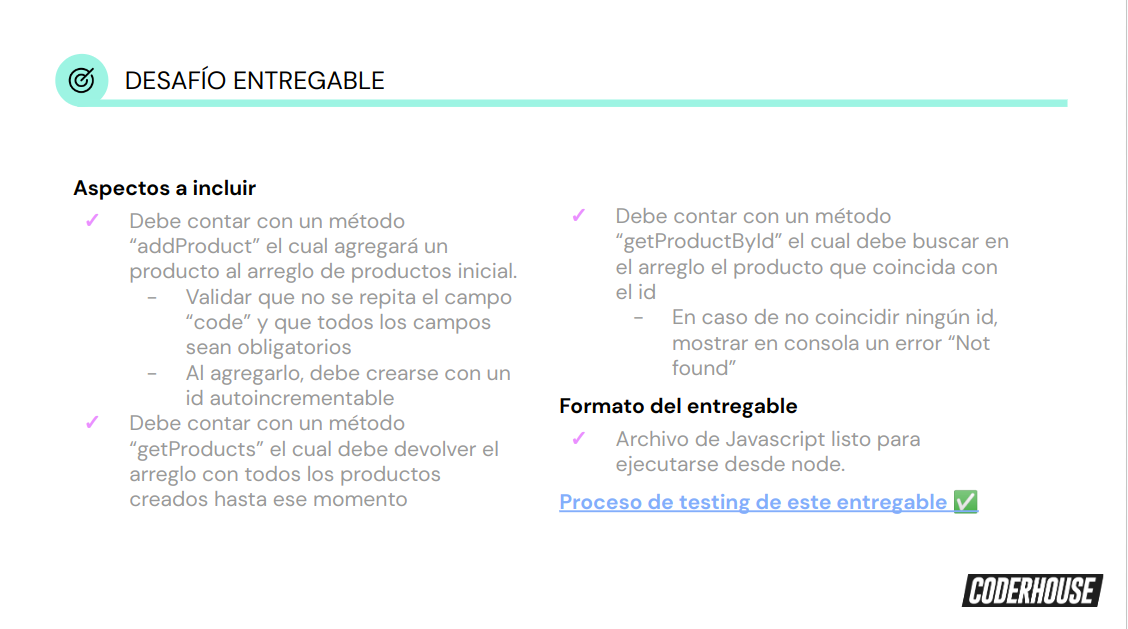 DESAFÍO ENTREGABLE
Aspectos a incluir
✓ Debe contar con un método
“addProduct” el cual agregará un
producto al arreglo de productos inicial.
- Validar que no se repita el campo
“code” y que todos los campos
sean obligatorios
- Al agregarlo, debe crearse con un
id autoincrementable
✓ Debe contar con un método
“getProducts” el cual debe devolver el
arreglo con todos los productos
creados hasta ese momento
✓ Debe contar con un método
“getProductById” el cual debe buscar en
el arreglo el producto que coincida con
el id
- En caso de no coincidir ningún id,
mostrar en consola un error “Not
found”
Formato del entregable
✓ Archivo de Javascript listo para
ejecutarse desde node.
Proceso de testing de este entregable ✅
CODERHOUSE